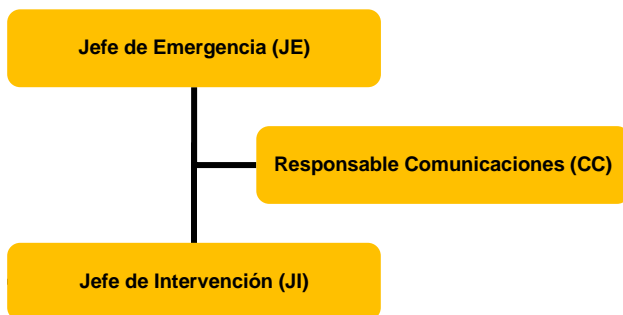 Jefe de Emergencia (JE)
Responsable Comunicaciones (CC)
Jefe de Intervención (JI)